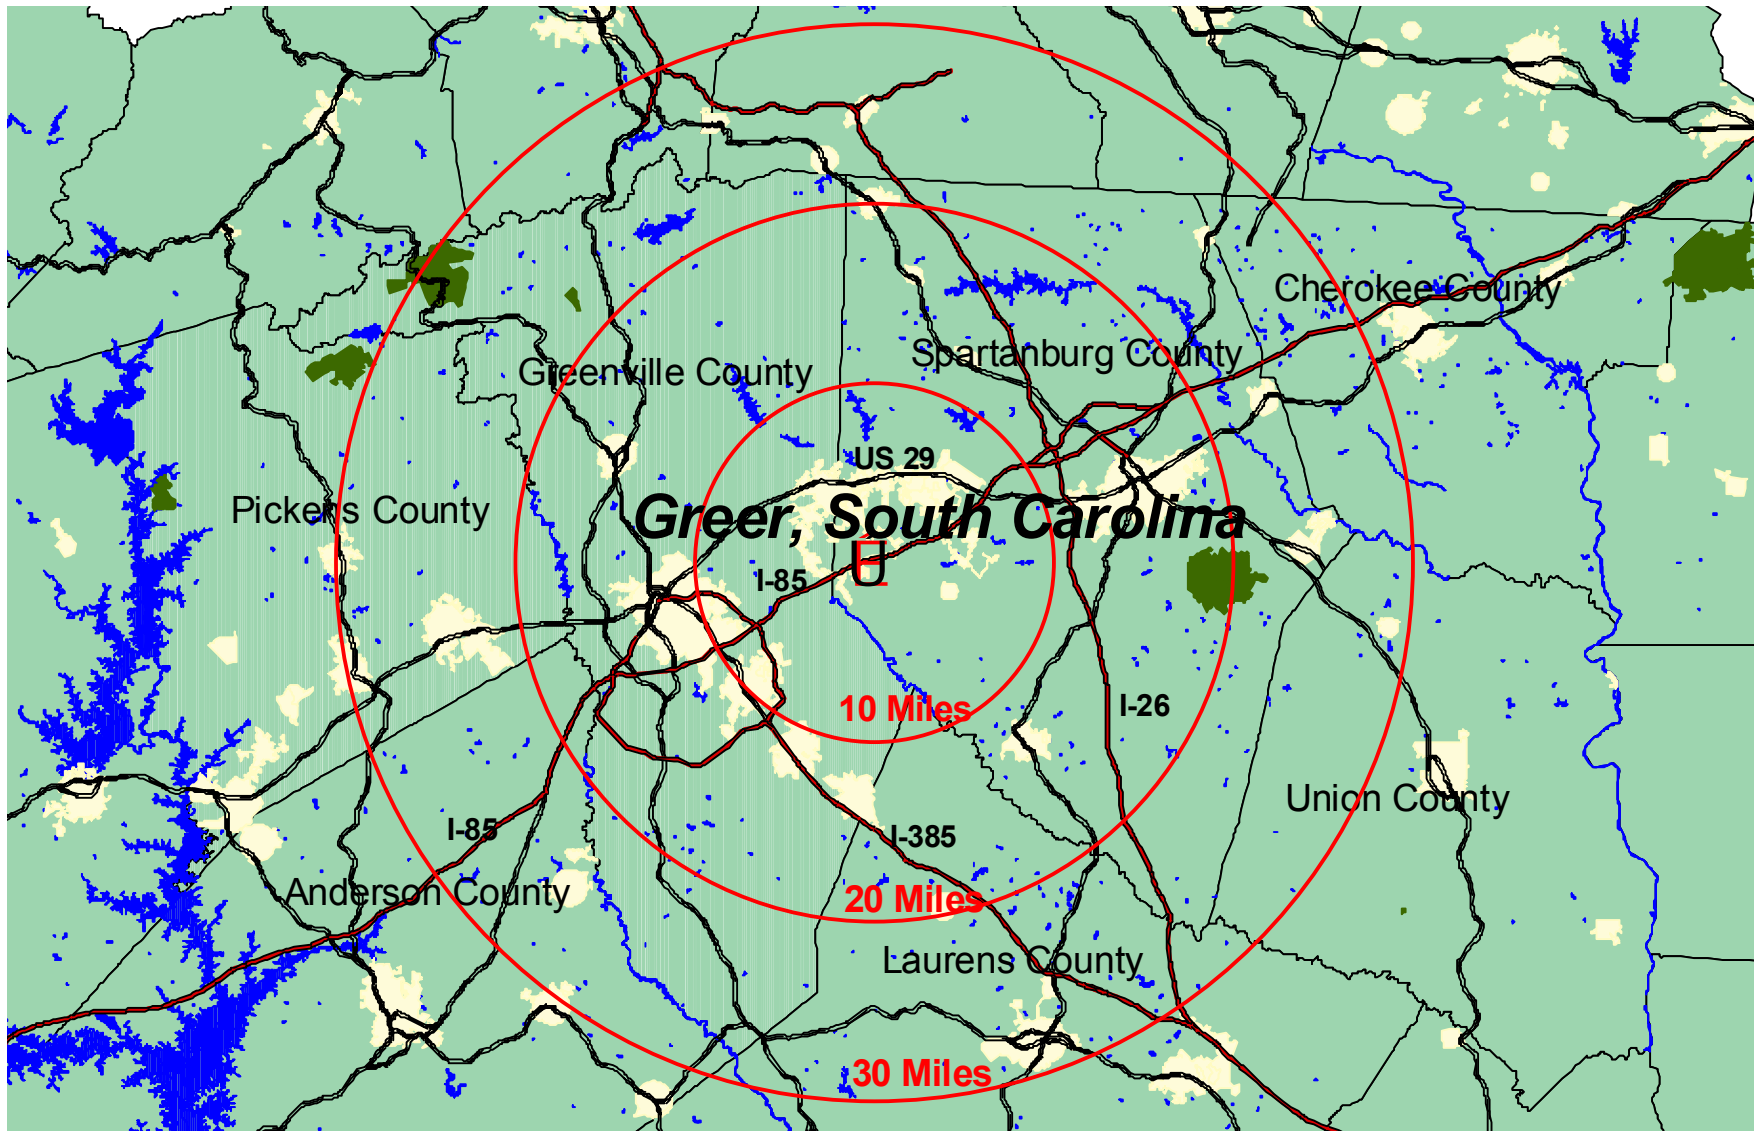 Cherokee County
Spartanburg County
Greenville County
US 29
Pickens County
Greer, South Carolina
I-85
10 Miles
I-26
Union County
I-85
I-385
Anderson County
20 Miles
Laurens County
30 Miles